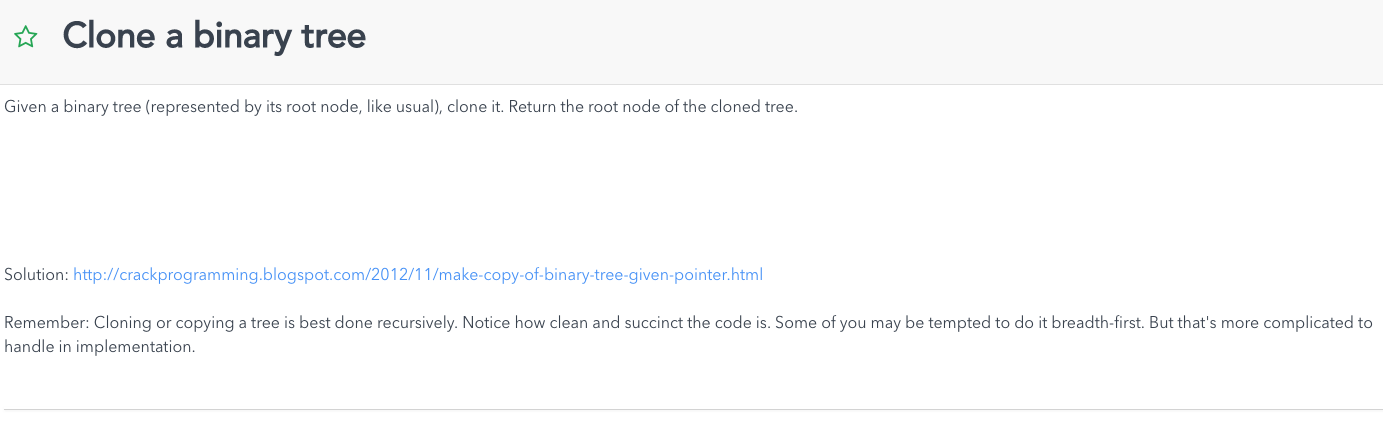 Clone a binary tree
Given a binary tree (represented by its root node, like usual), clone it. Return the root node of the cloned tree.
Solution: http://crackprogramming.blogspot.com/2012/11/make-copy-of-binary-tree-given-pointer.html
Remember: Cloning or copying a tree is best done recursively. Notice how clean and succinct the code is. Some of you may be tempted to do it breadth-first. But that's more complicated to
handle in implementation.